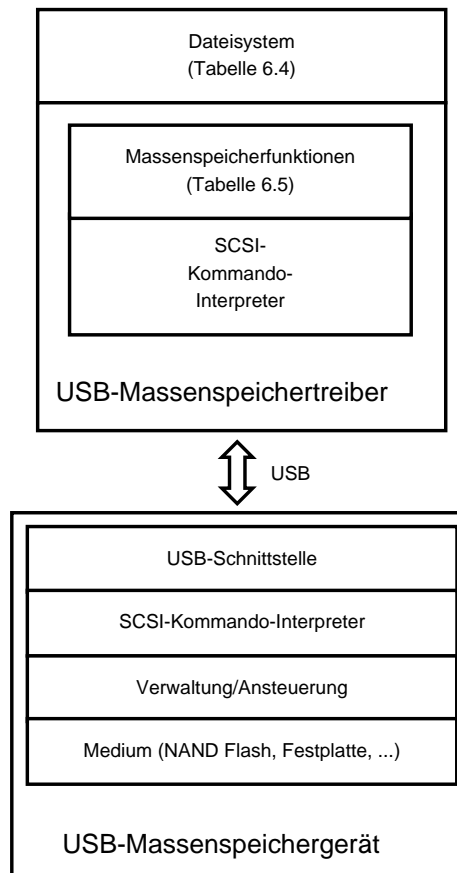 Dateisystem
(Tabelle 6.4)
Massenspeicherfunktionen
(Tabelle 6.5)
SCSI-
Kommando-
Interpreter
USB-Massenspeichertreiber
USB
USB-Schnittstelle
SCSI-Kommando-Interpreter
Verwaltung/Ansteuerung
Medium (NAND Flash, Festplatte, ...)
USB-Massenspeichergerät